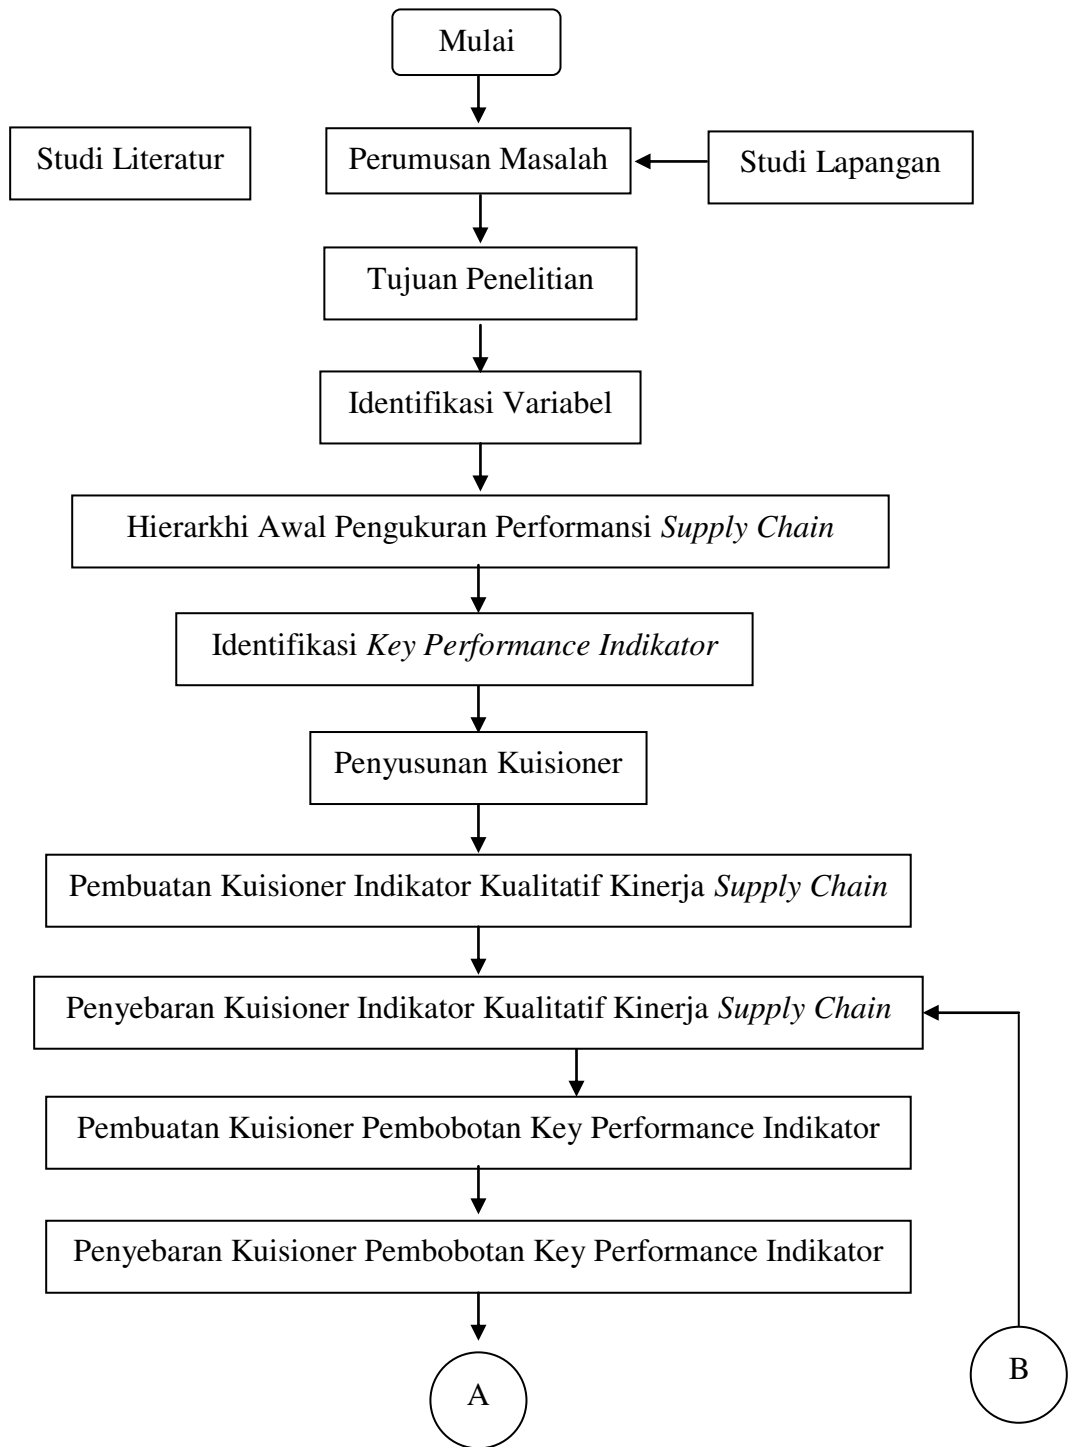 Mulai
Studi Literatur
Perumusan Masalah
Studi Lapangan
Tujuan Penelitian
Identifikasi Variabel
Hierarkhi Awal Pengukuran Performansi Supply Chain
Identifikasi Key Performance Indikator
Penyusunan Kuisioner
Pembuatan Kuisioner Indikator Kualitatif Kinerja Supply Chain
Penyebaran Kuisioner Indikator Kualitatif Kinerja Supply Chain
Pembuatan Kuisioner Pembobotan Key Performance Indikator
Penyebaran Kuisioner Pembobotan Key Performance Indikator
A
B